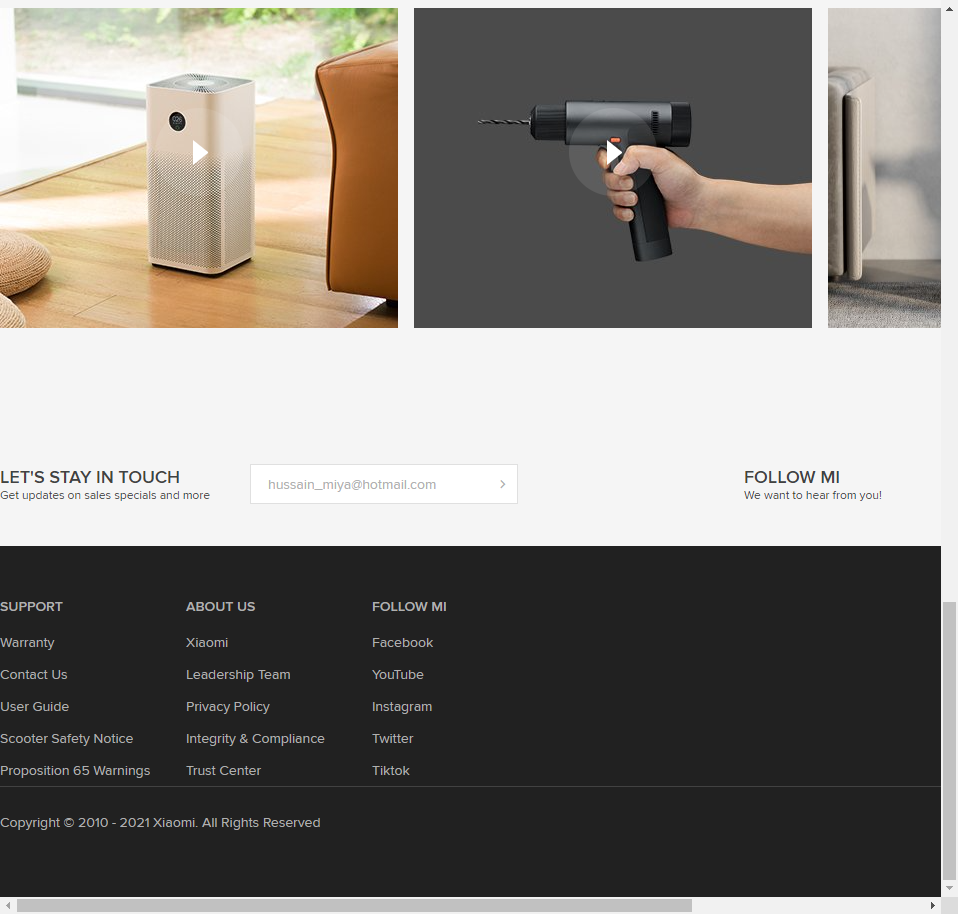 LET'S STAY IN TOUCH
Get updates on sales specials and more
hussain_miya@hotmail.com
FOLLOW MI
We want to hear from you!
SUPPORT
Warranty
Contact Us
User Guide
Scooter Safety Notice
Proposition 65 Warnings
ABOUT US
Xiaomi
Leadership Team
Privacy Policy
Integrity & Compliance
Trust Center
FOLLOW MI
Facebook
YouTube
Instagram
Twitter
Tiktok
Copyright © 2010 - 2021 Xiaomi. All Rights Reserved